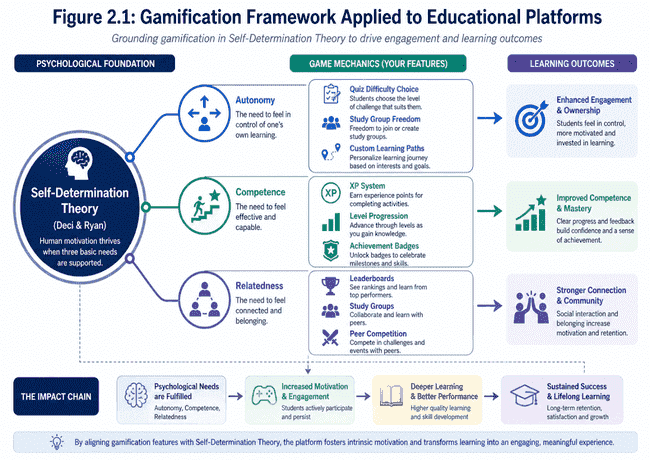 Figure 2.1: Gamification Framework Applied to Educational Platforms
Grounding gamification in Self-Determination Theory to drive engagement and learning outcomes
PSYCHOLOGICAL FOUNDATION
GAME MECHANICS (YOUR FEATURES)
LEARNING OUTCOMES
Self-Determination
Theory
(Deci & Ryan)
Human motivation thrives
when three basic needs
are supported.
Autonomy
The need to feel in
control of one's
own learning.
Quiz Difficulty Choice
Students choose the level
of challenge that suits them.
Study Group Freedom
Freedom to join or create
study groups.
Custom Learning Paths
Personalize learning journey
based on interests and goals.
Enhanced Engagement
& Ownership
Students feel in control,
more motivated and
invested in learning.
Competence
The need to feel
effective and
capable.
XP
XP System
Earn experience points for
completing activities.
Level Progression
Advance through levels as
you gain knowledge.
Achievement Badges
Unlock badges to celebrate
milestones and skills.
Improved Competence
& Mastery
Clear progress and feedback
build confidence and a sense
of achievement.
Relatedness
The need to feel
connected and
belonging.
Leaderboards
See rankings and learn from
top performers.
Study Groups
Collaborate and learn with
peers.
Peer Competition
Compete in challenges and
events with peers.
Stronger Connection
& Community
Social interaction and
belonging increase
motivation and retention.
THE IMPACT CHAIN
Psychological Needs
are Fulfilled
Autonomy, Competence,
Relatedness
Increased Motivation
& Engagement
Students actively participate
and persist
Deeper Learning
& Better Performance
Higher quality learning
and skill development
Sustained Success
& Lifelong Learning
Long-term retention,
satisfaction and growth
By aligning gamification features with Self-Determination Theory, the platform fosters intrinsic motivation and transforms learning into an engaging, meaningful experience.